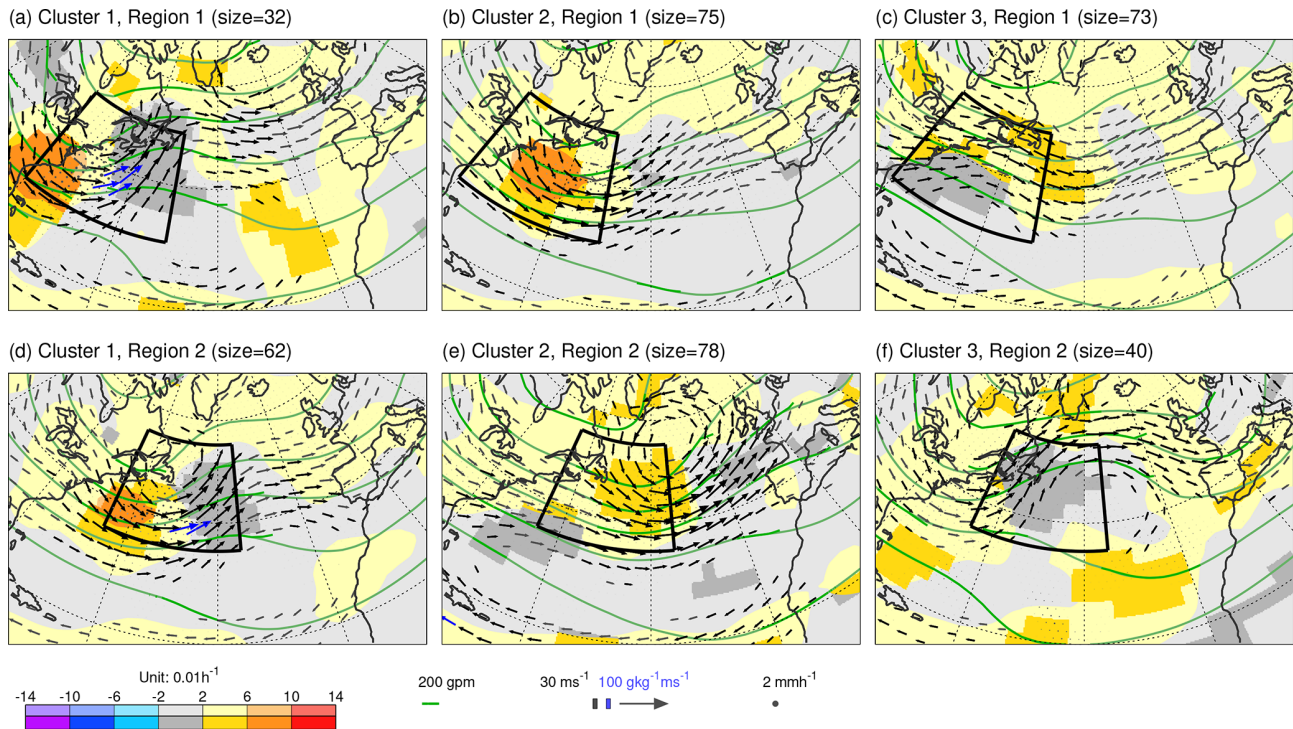 (a) Cluster 1, Region 1 (size=32)
(b) Cluster 2, Region 1 (size=75)
(c) Cluster 3, Region 1 (size=73)
(d) Cluster 1, Region 2 (size=62)
(e) Cluster 2, Region 2 (size=78)
(f) Cluster 3, Region 2 (size=40)
Unit: 0.01h⁻¹
-14 -10 -6 -2 2 6 10 14
200 gpm
30 ms⁻¹ 100 gkg⁻¹ms⁻¹
2 mmh⁻¹